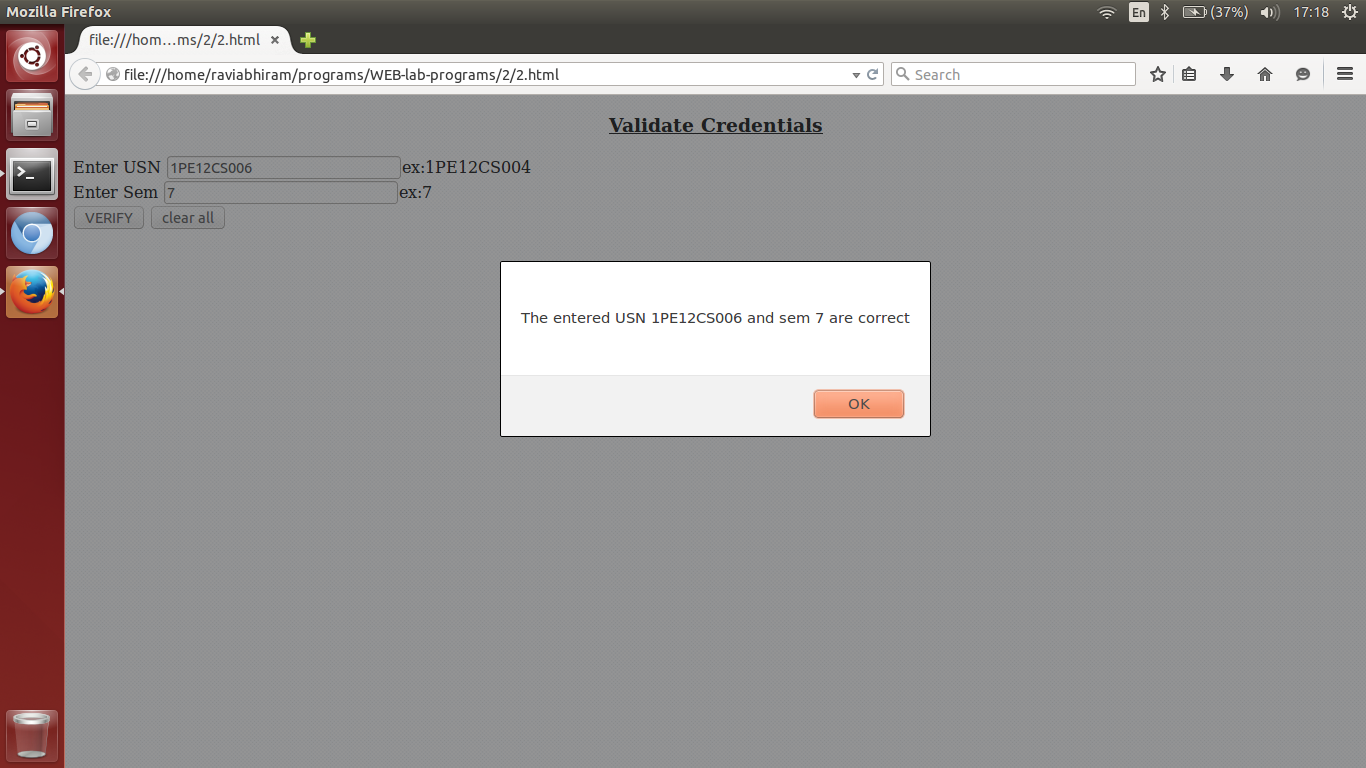 Mozilla Firefox
En
(37%)
17:18
file:///hom...ms/2/2.html
file:///home/raviabhiram/programs/WEB-lab-programs/2/2.html
Search
Validate Credentials
Enter USN 1PE12CS006 ex:1PE12CS004
Enter Sem 7 ex:7
VERIFY clear all
The entered USN 1PE12CS006 and sem 7 are correct
OK